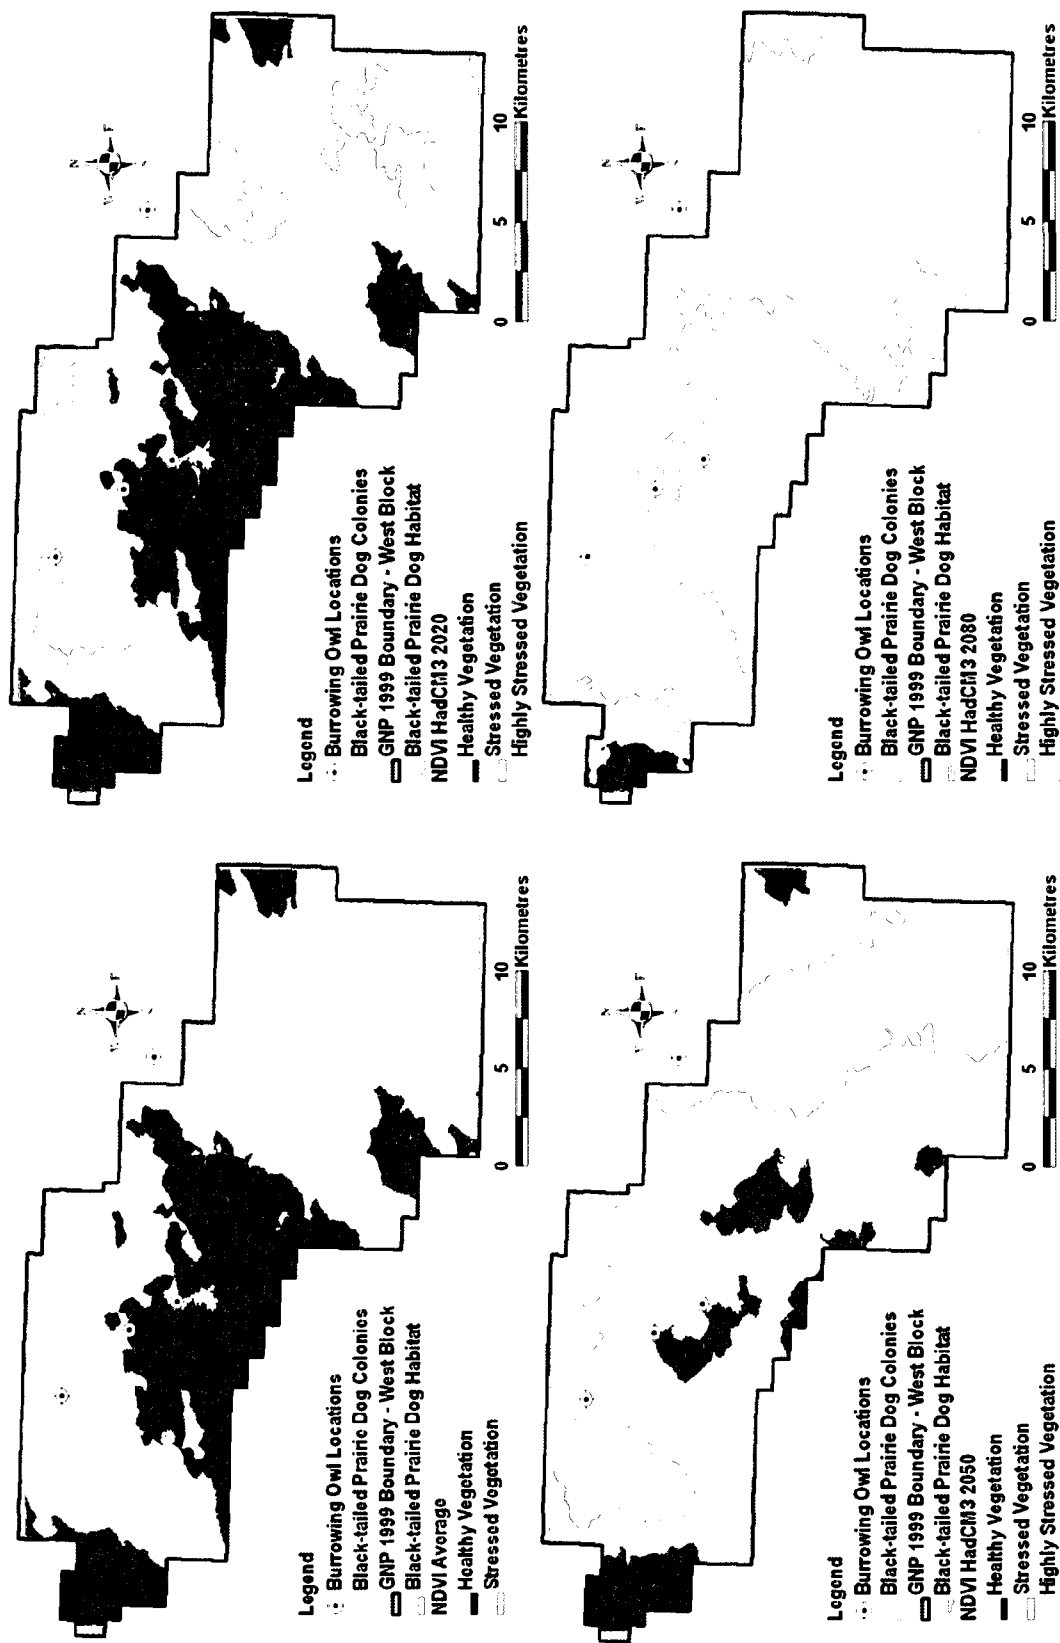 N
Legend
Burrowing Owl Locations
Black-tailed Prairie Dog Colonies
GNP 1999 Boundary - West Block
Black-tailed Prairie Dog Habitat
NDVI Average
Healthy Vegetation
Stressed Vegetation
0 5 10 Kilometres
N
Legend
Burrowing Owl Locations
Black-tailed Prairie Dog Colonies
GNP 1999 Boundary - West Block
Black-tailed Prairie Dog Habitat
NDVI HadCM3 2020
Healthy Vegetation
Stressed Vegetation
Highly Stressed Vegetation
0 5 10 Kilometres
N
Legend
Burrowing Owl Locations
Black-tailed Prairie Dog Colonies
GNP 1999 Boundary - West Block
Black-tailed Prairie Dog Habitat
NDVI HadCM3 2050
Healthy Vegetation
Stressed Vegetation
Highly Stressed Vegetation
0 5 10 Kilometres
N
Legend
Burrowing Owl Locations
Black-tailed Prairie Dog Colonies
GNP 1999 Boundary - West Block
Black-tailed Prairie Dog Habitat
NDVI HadCM3 2080
Healthy Vegetation
Stressed Vegetation
Highly Stressed Vegetation
0 5 10 Kilometres